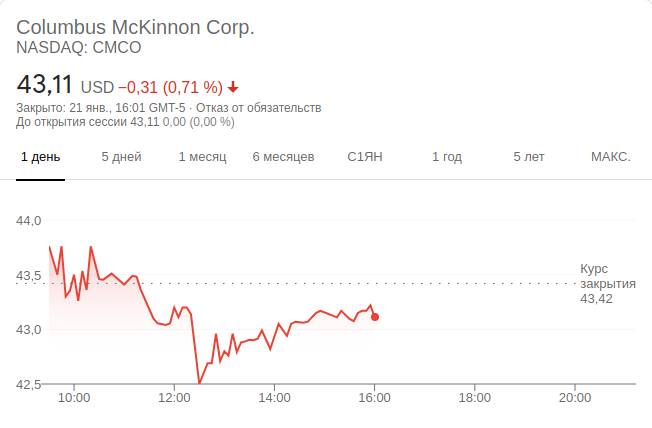 Columbus McKinnon Corp.
NASDAQ: CMCO
43,11 USD −0,31 (0,71 %)
Закрыто: 21 янв., 16:01 GMT-5 · Отказ от обязательств
До открытия сессии 43,11 0,00 (0,00 %)
1 день 5 дней 1 месяц 6 месяцев С1ЯН 1 год 5 лет МАКС.
44,0
43,5
43,0
42,5
Курс
закрытия
43,42
10:00 12:00 14:00 16:00 18:00 20:00